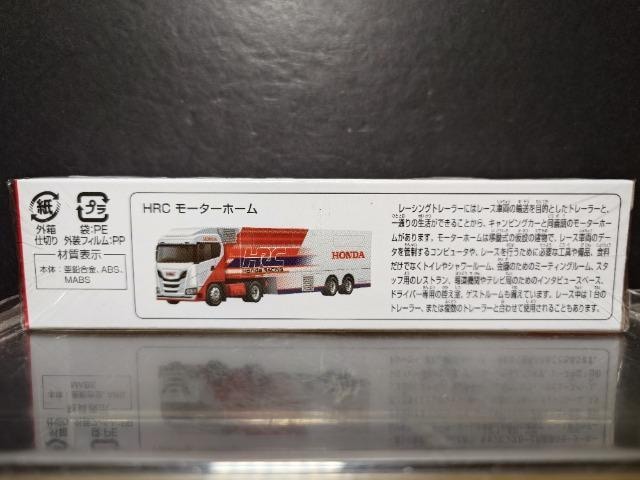 紙
プラ
外箱
仕切り
袋:PE
外装フィルム:PP
材質表示
本体:亜鉛合金、ABS、
MABS
HRC モーターホーム
HRC
HONDA RACING
HONDA
レーシングトレーラーにはレース車両の輸送を目的としたトレーラーと、
一通りの生活ができることから、キャンピングカーと同義語のモーターホー
ムがあります。モーターホームは移動式の仮設の建物で、レース車両のデー
タを管制するコンピュータや、レースを行うために必要な工具や備品、食料
だけでなくトイレやシャワールーム、会議のためのミーティングルーム、スタ
ッフ用のレストラン、報道機関やテレビ局のためのインタビュースペース、
ドライバー専用の控え室、ゲストルームも備えています。レース中は1台の
トレーラー、または複数のトレーラーと合わせて使用されることもあります。